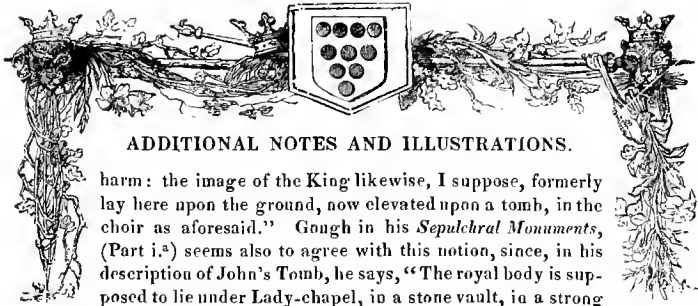 ADDITIONAL NOTES AND ILLUSTRATIONS.
harm: the image of the King likewise, I suppose, formerly
lay here upon the ground, now elevated upon a tomb, in the
choir as aforesaid.” Gough in his Sepulchral Monuments,
(Part i.ª) seems also to agree with this notion, since, in his
description of John's Tomb, he says, “The royal body is sup-
posed to lie under Lady-chapel, in a stone vault, in a strong